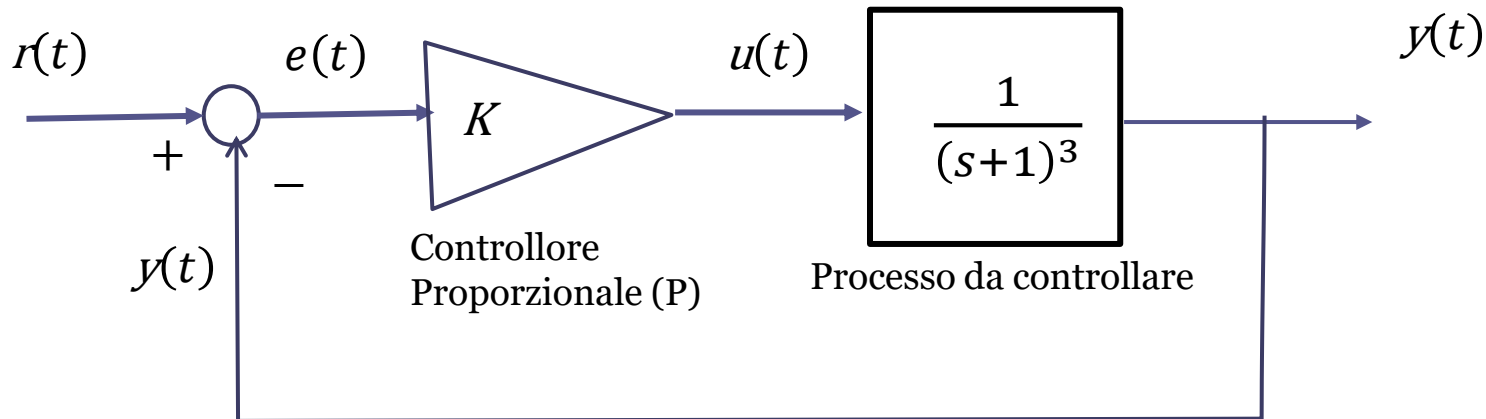 r(t)
e(t)
u(t)
y(t)
K
1
(s+1)³
+
−
y(t)
Controllore
Proporzionale (P)
Processo da controllare